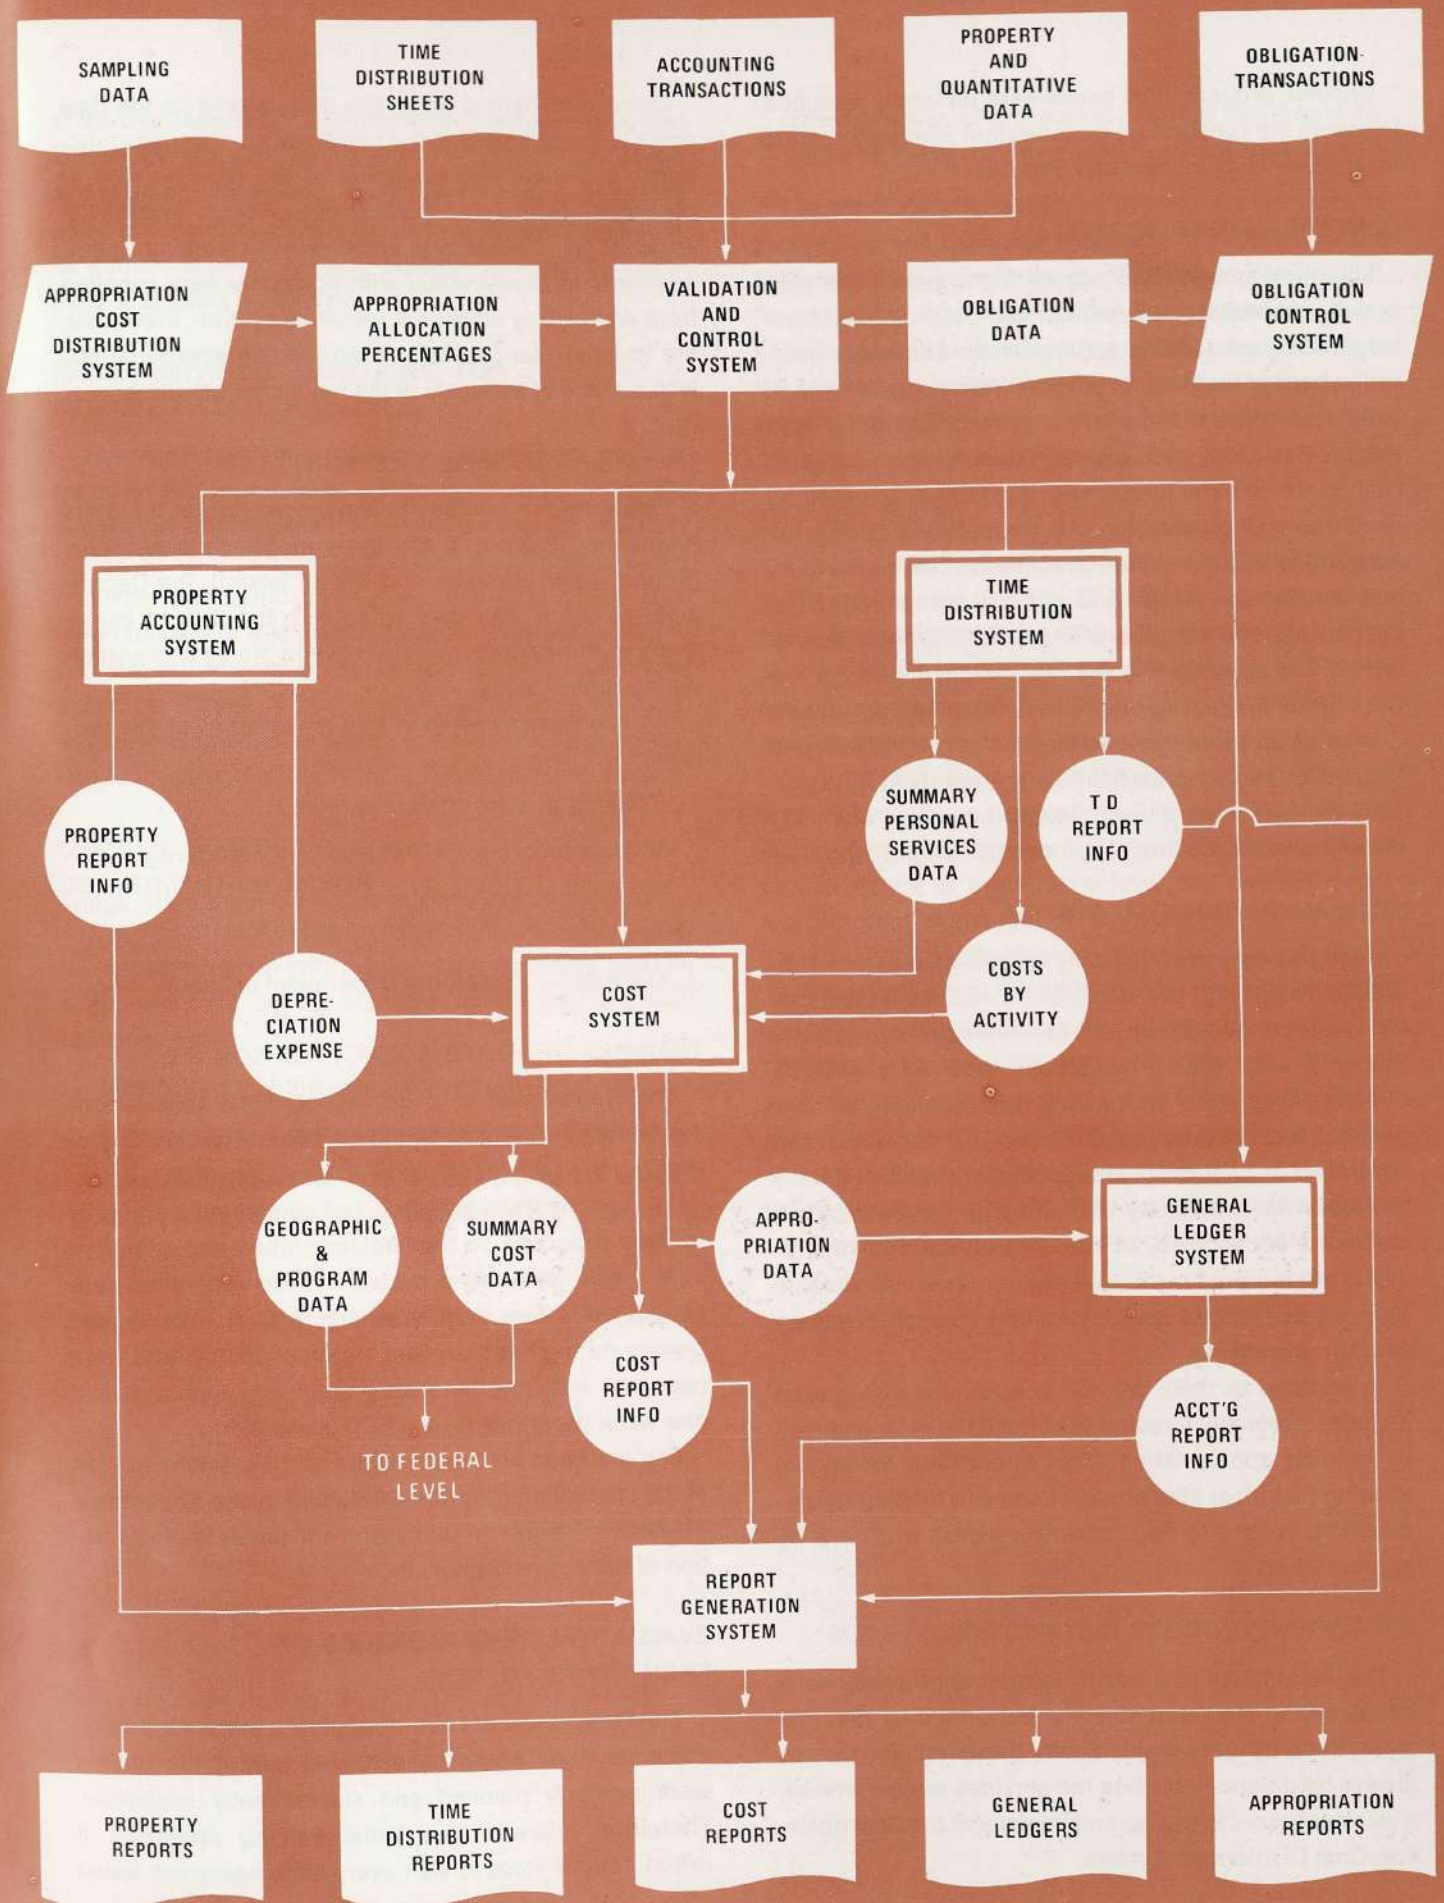 SAMPLING
DATA
TIME
DISTRIBUTION
SHEETS
ACCOUNTING
TRANSACTIONS
PROPERTY
AND
QUANTITATIVE
DATA
OBLIGATION-
TRANSACTIONS
APPROPRIATION
COST
DISTRIBUTION
SYSTEM
APPROPRIATION
ALLOCATION
PERCENTAGES
VALIDATION
AND
CONTROL
SYSTEM
OBLIGATION
DATA
OBLIGATION
CONTROL
SYSTEM
PROPERTY
ACCOUNTING
SYSTEM
TIME
DISTRIBUTION
SYSTEM
PROPERTY
REPORT
INFO
SUMMARY
PERSONAL
SERVICES
DATA
T D
REPORT
INFO
DEPRE-
CIATION
EXPENSE
COST
SYSTEM
COSTS
BY
ACTIVITY
GEOGRAPHIC
&
PROGRAM
DATA
SUMMARY
COST
DATA
APPRO-
PRIATION
DATA
GENERAL
LEDGER
SYSTEM
COST
REPORT
INFO
ACCT'G
REPORT
INFO
TO FEDERAL
LEVEL
REPORT
GENERATION
SYSTEM
PROPERTY
REPORTS
TIME
DISTRIBUTION
REPORTS
COST
REPORTS
GENERAL
LEDGERS
APPROPRIATION
REPORTS